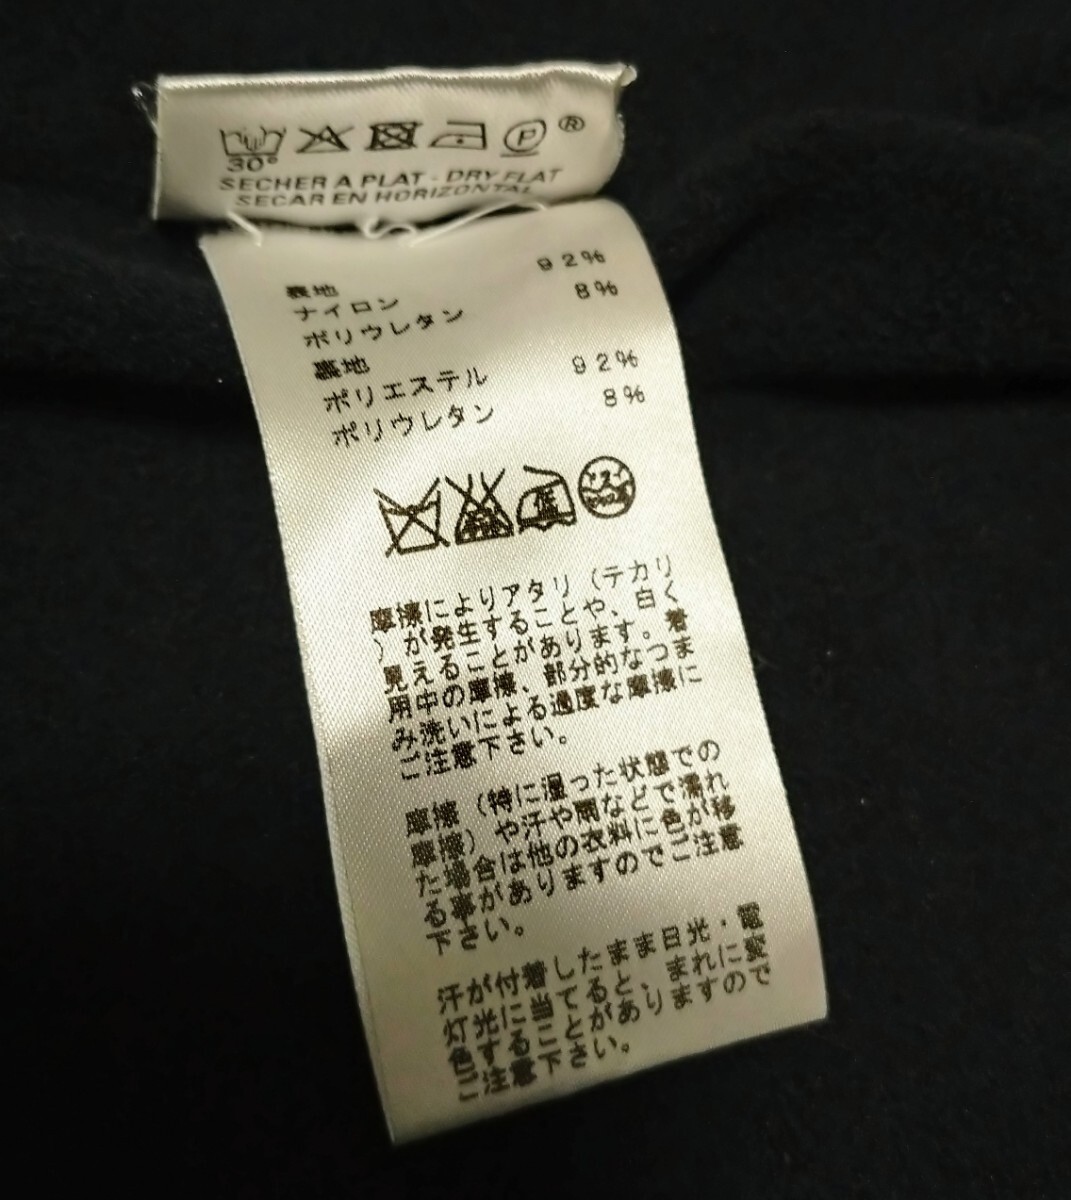 30°
P
®
SECHER A PLAT - DRY FLAT
SECAR EN HORIZONTAL
表地
ナイロン 92%
ポリウレタン 8%
裏地
ポリエステル 92%
ポリウレタン 8%
低
摩擦によりアタリ(テカリ
)が発生することや、白く
見えることがあります。着
用中の摩擦、部分的なつま
み洗いによる過度な摩擦に
ご注意下さい。
摩擦(特に湿った状態での
摩擦)や汗や雨などで濡れ
た場合は他の衣料に色が移
る事がありますのでご注意
下さい。
汗が付着したまま日光・電
灯光に当てると、まれに変
色することがありますので
ご注意下さい。